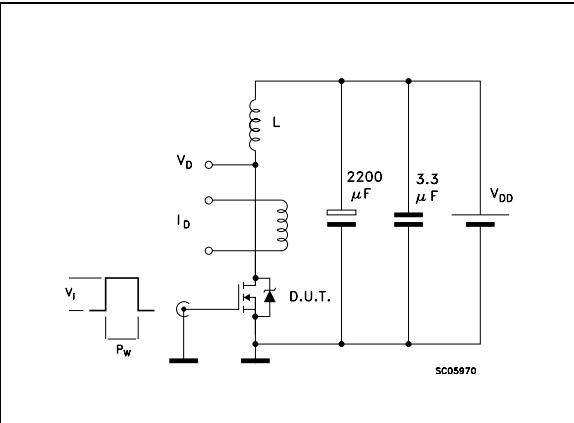 L
V_D
2200 μF
3.3 μF
V_DD
I_D
D.U.T.
V_i
P_W
SC05970